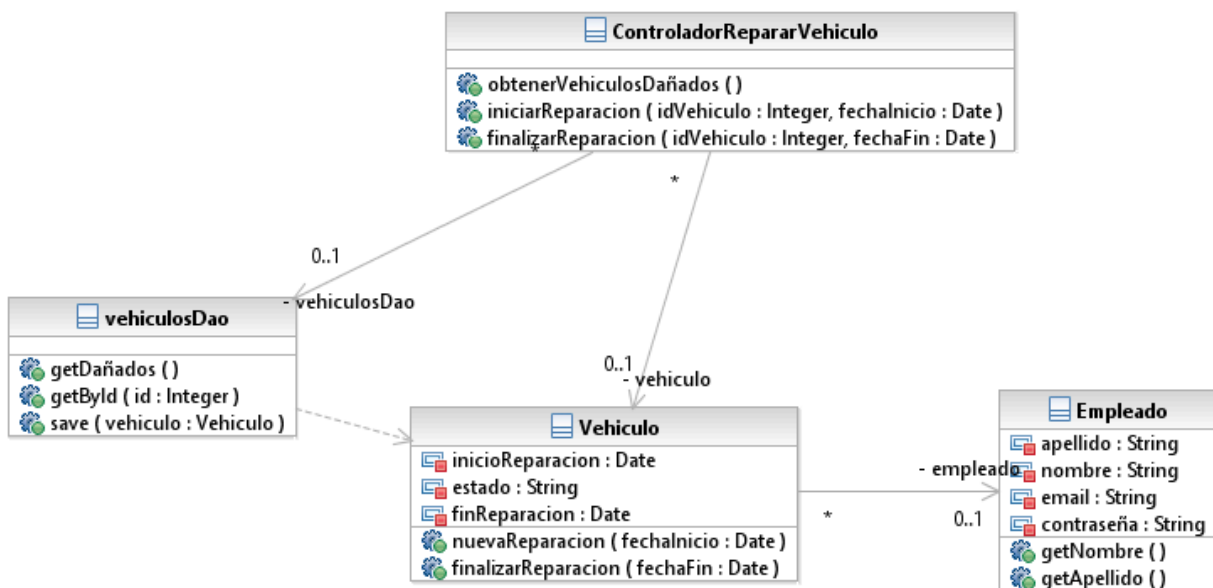 ControladorRepararVehiculo
obtenerVehiculosDañados ( )
iniciarReparacion ( idVehiculo : Integer, fechaInicio : Date )
finalizarReparacion ( idVehiculo : Integer, fechaFin : Date )
*
*
0..1
- vehiculosDao
vehiculosDao
getDañados ( )
getById ( id : Integer )
save ( vehiculo : Vehiculo )
0..1
- vehiculo
Vehiculo
inicioReparacion : Date
estado : String
finReparacion : Date
nuevaReparacion ( fechaInicio : Date )
finalizarReparacion ( fechaFin : Date )
- empleado
*
0..1
Empleado
apellido : String
nombre : String
email : String
contraseña : String
getNombre ( )
getApellido ( )